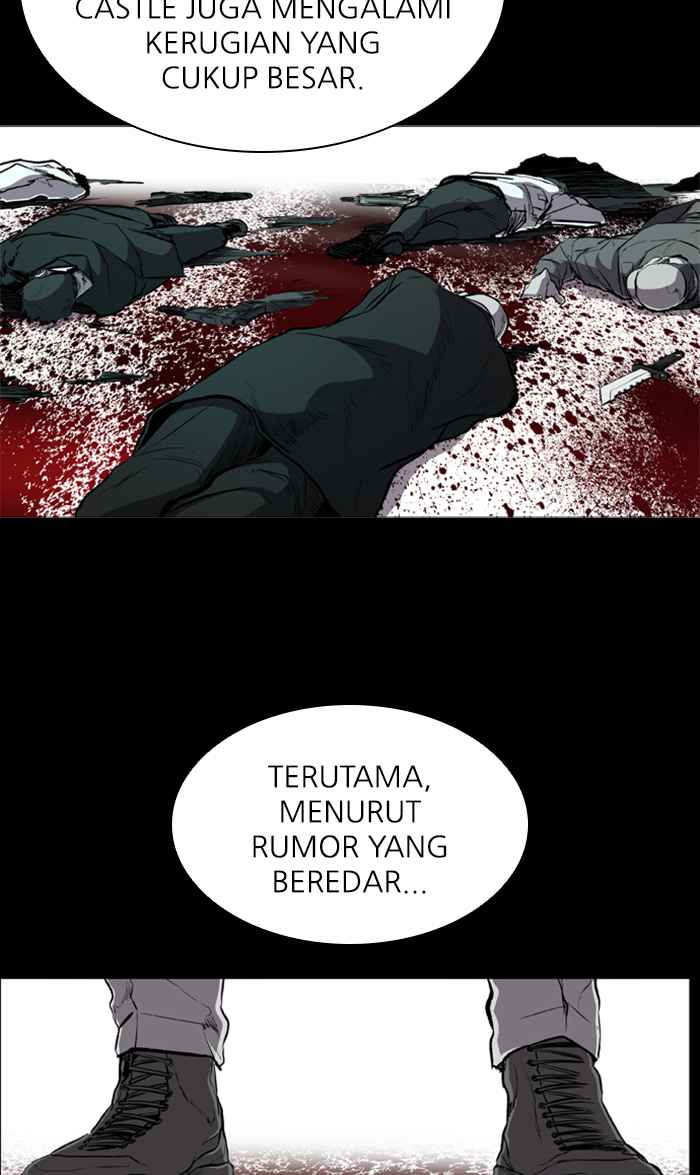 CASTLE JUGA MENGALAMI
KERUGIAN YANG
CUKUP BESAR.
TERUTAMA,
MENURUT
RUMOR YANG
BEREDAR...